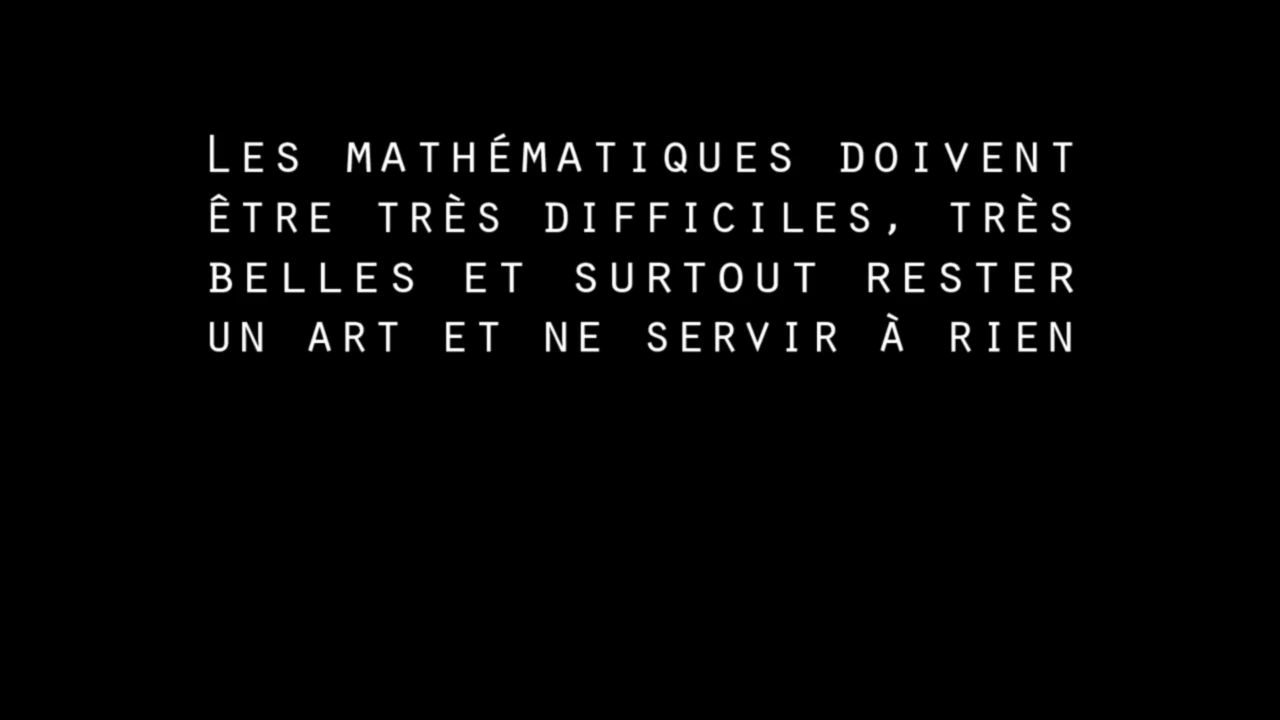 Les mathématiques doivent
être très difficiles, très
belles et surtout rester
un art et ne servir à rien